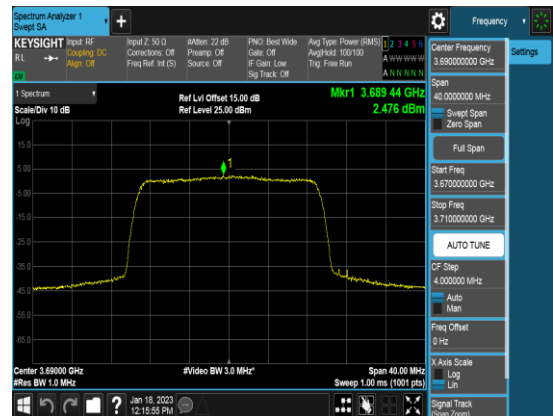 Spectrum Analyzer 1
Swept SA
+
Frequency
KEYSIGHT
Input: RF
Input Z: 50 Ω
#Atten: 22 dB
PNO: Best Wide
Avg Type: Power (RMS)
1 2 3 4 5 6
RL
Coupling: DC
Corrections: Off
Preamp: Off
Gate: Off
Avg|Hold: 100/100
A W W W W W
Align: Off
Freq Ref: Int (S)
Source: Off
IF Gain: Low
Trig: Free Run
Sig Track: Off
A N N N N N
1 Spectrum
Ref Lvl Offset 15.00 dB
Mkr1 3.689 44 GHz
Scale/Div 10 dB
Ref Level 25.00 dBm
2.476 dBm
Log
15.0
5.00
-5.00
-15.0
-25.0
-35.0
-45.0
-55.0
-65.0
1
Center 3.69000 GHz
#Video BW 3.0 MHz*
Span 40.00 MHz
#Res BW 1.0 MHz
Sweep 1.00 ms (1001 pts)
Jan 18, 2023
12:15:55 PM
?
Center Frequency
3.690000000 GHz
Settings
Span
40.0000000 MHz
Swept Span
Zero Span
Full Span
Start Freq
3.670000000 GHz
Stop Freq
3.710000000 GHz
AUTO TUNE
CF Step
4.000000 MHz
Auto
Man
Freq Offset
0 Hz
X Axis Scale
Log
Lin
Signal Track
(Span Zoom)